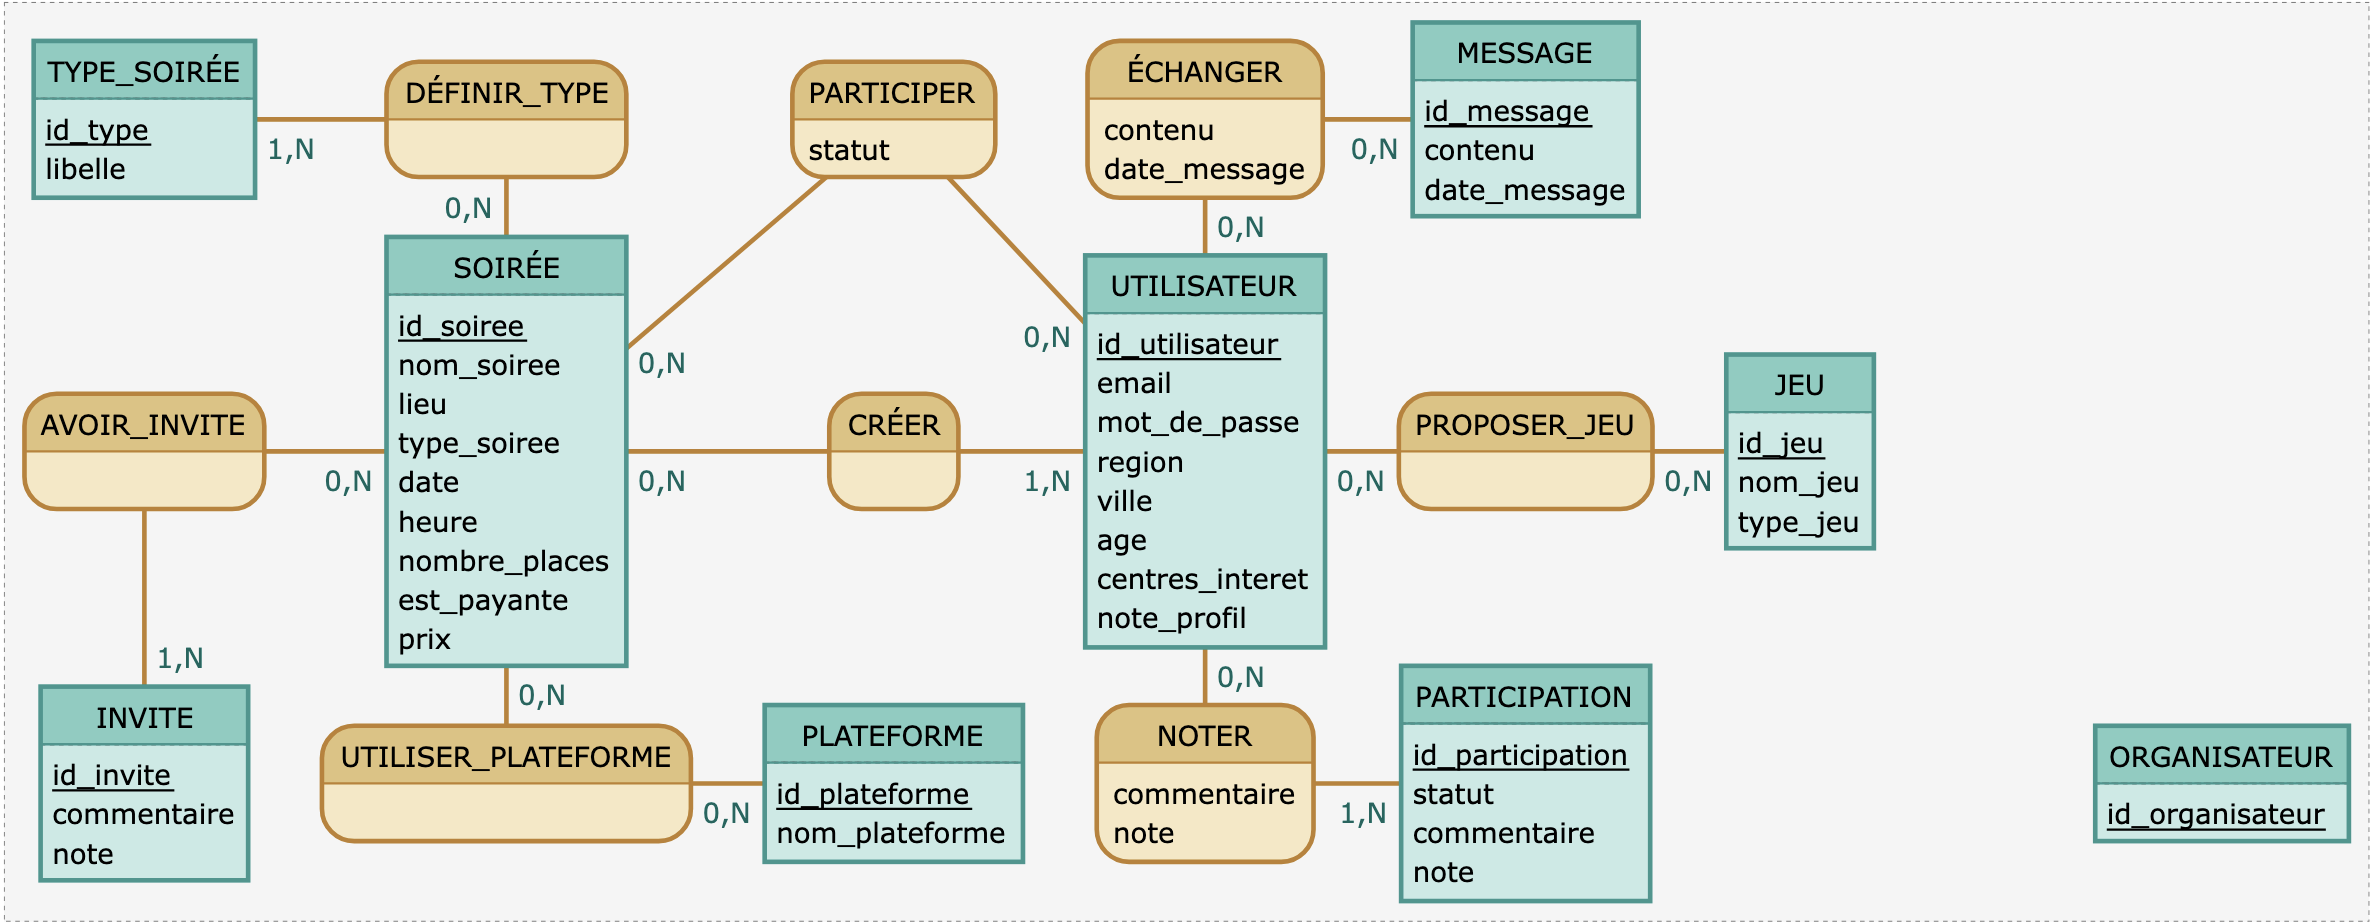 TYPE_SOIRÉE
id_type
libelle
1,N
DÉFINIR_TYPE
0,N
PARTICIPER
statut
0,N
0,N
ÉCHANGER
contenu
date_message
0,N
0,N
MESSAGE
id_message
contenu
date_message
SOIRÉE
id_soiree
nom_soiree
lieu
type_soiree
date
heure
nombre_places
est_payante
prix
UTILISATEUR
id_utilisateur
email
mot_de_passe
region
ville
age
centres_interet
note_profil
AVOIR_INVITE
0,N
1,N
CRÉER
0,N
1,N
PROPOSER_JEU
0,N
0,N
JEU
id_jeu
nom_jeu
type_jeu
INVITE
id_invite
commentaire
note
0,N
UTILISER_PLATEFORME
0,N
PLATEFORME
id_plateforme
nom_plateforme
0,N
NOTER
commentaire
note
1,N
PARTICIPATION
id_participation
statut
commentaire
note
ORGANISATEUR
id_organisateur